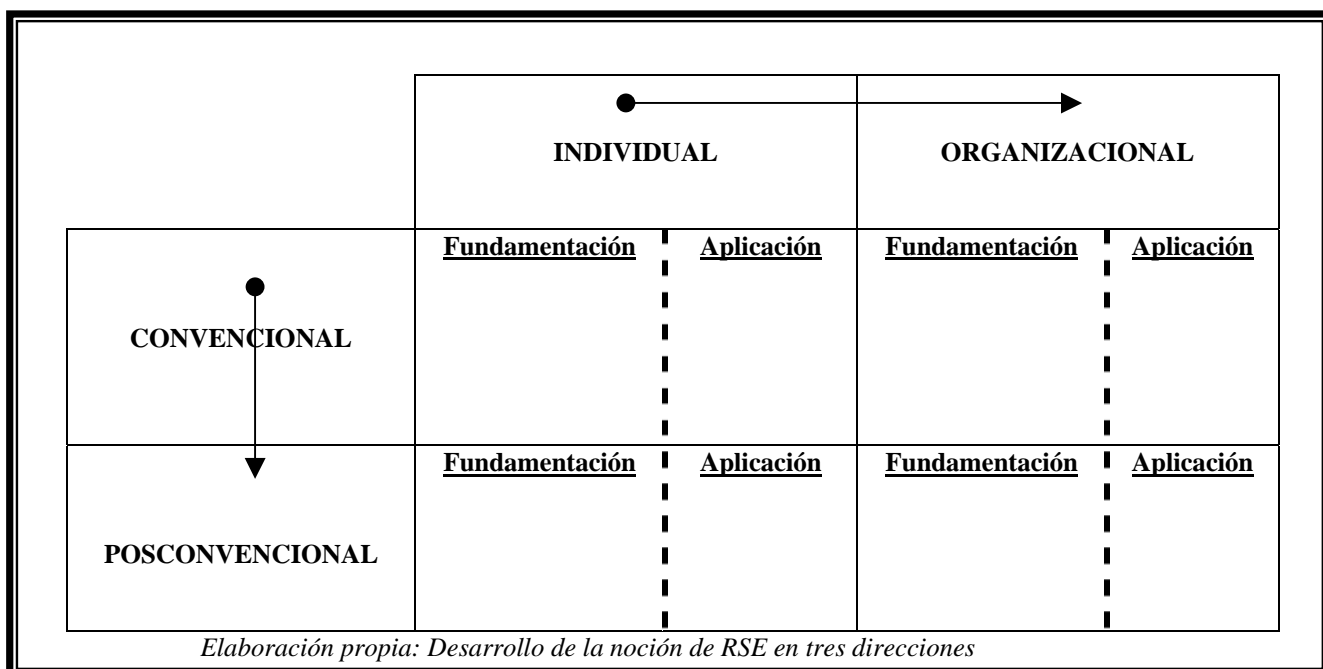 INDIVIDUAL ORGANIZACIONAL
Fundamentación Aplicación Fundamentación Aplicación
CONVENCIONAL
Fundamentación Aplicación Fundamentación Aplicación
POSCONVENCIONAL
Elaboración propia: Desarrollo de la noción de RSE en tres direcciones